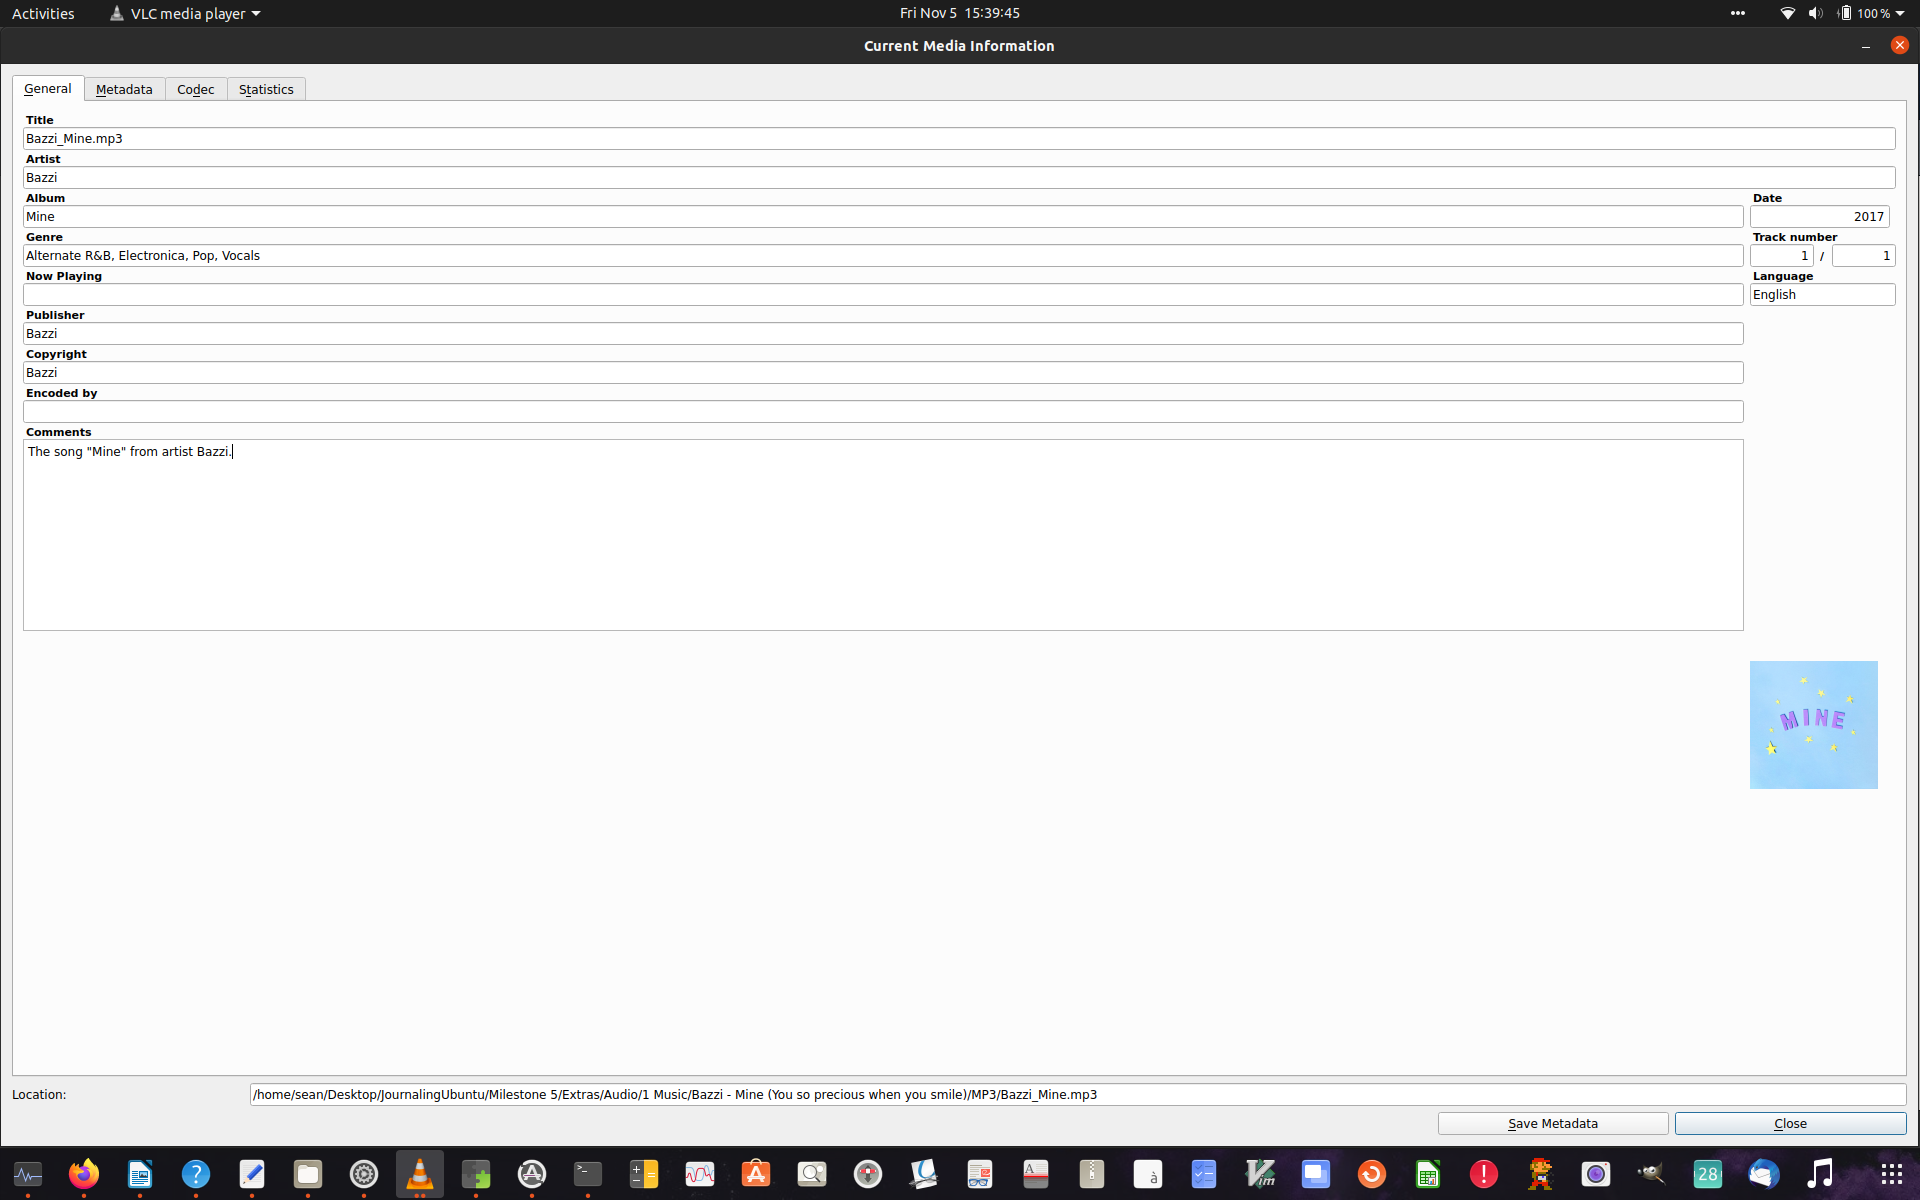 Activities
VLC media player
Fri Nov 5 15:39:45
100 %
Current Media Information
General
Metadata
Codec
Statistics
Title
Bazzi_Mine.mp3
Artist
Bazzi
Album
Date
Mine
2017
Genre
Track number
Alternate R&B, Electronica, Pop, Vocals
1 / 1
Now Playing
Language
English
Publisher
Bazzi
Copyright
Bazzi
Encoded by
Comments
The song "Mine" from artist Bazzi.
MINE
Location:
/home/sean/Desktop/JournalingUbuntu/Milestone 5/Extras/Audio/1 Music/Bazzi - Mine (You so precious when you smile)/MP3/Bazzi_Mine.mp3
Save Metadata
Close
?
>_
A
à
Vim
!
28